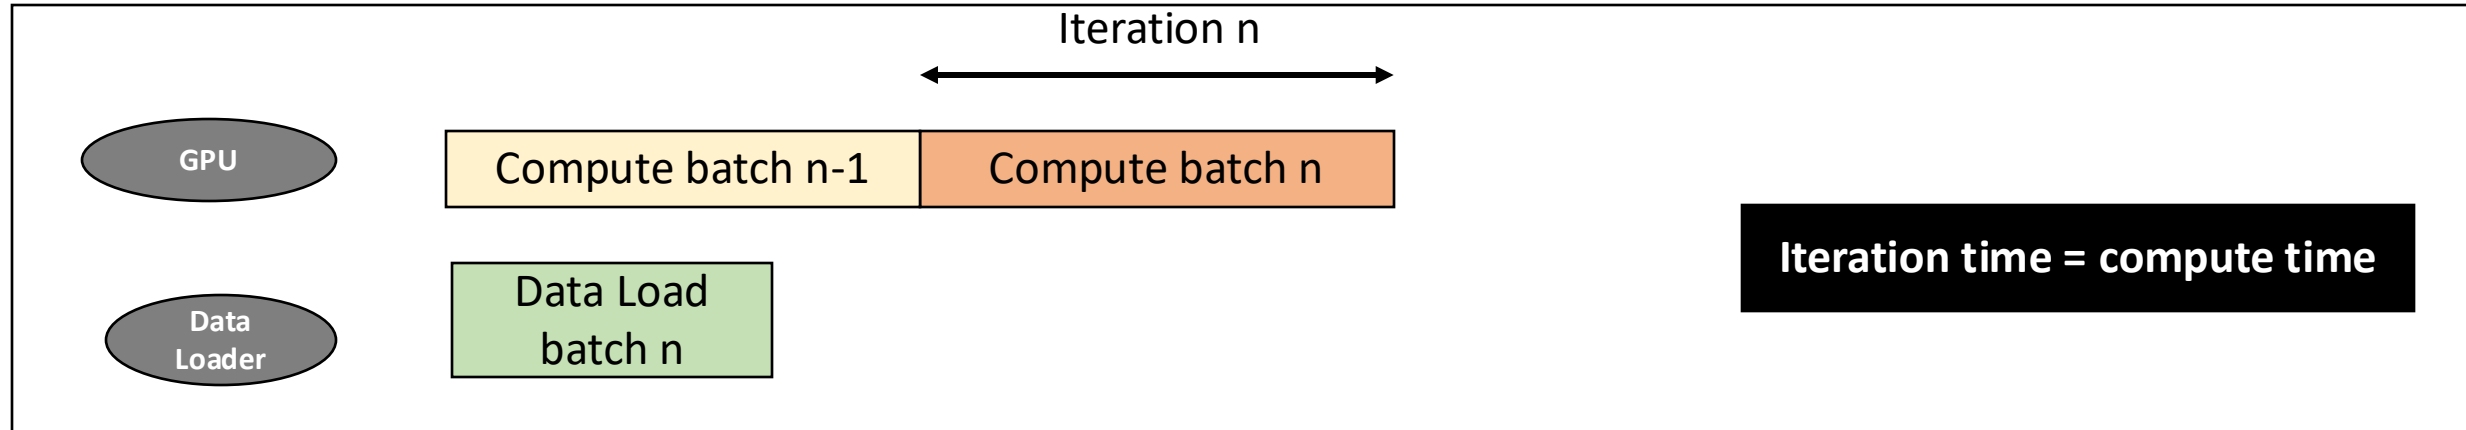 Iteration n
GPU
Compute batch n-1
Compute batch n
Iteration time = compute time
Data Load
batch n
Data
Loader